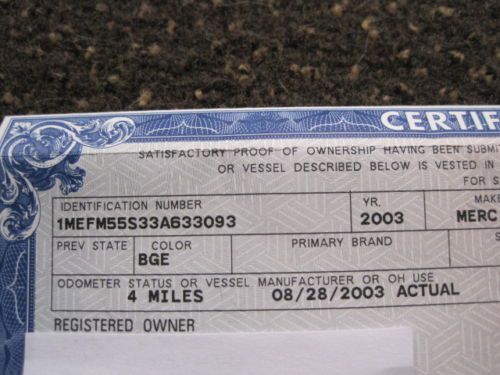 CERTIF
SATISFACTORY PROOF OF OWNERSHIP HAVING BEEN SUBMI
OR VESSEL DESCRIBED BELOW IS VESTED IN
FOR S
IDENTIFICATION NUMBER YR. MAKE
1MEFM55S33A633093 2003 MERC
PREV STATE COLOR PRIMARY BRAND S
BGE
ODOMETER STATUS OR VESSEL MANUFACTURER OR OH USE
4 MILES 08/28/2003 ACTUAL
REGISTERED OWNER